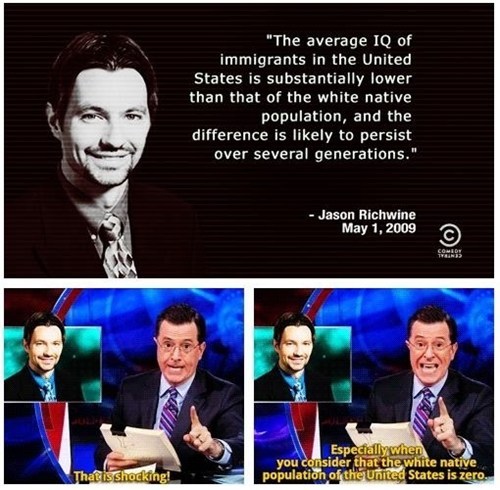 "The average IQ of
immigrants in the United
States is substantially lower
than that of the white native
population, and the
difference is likely to persist
over several generations."
- Jason Richwine
May 1, 2009
COMEDY
CENTRAL
That is shocking!
Especially when
you consider that the white native
population of the United States is zero.